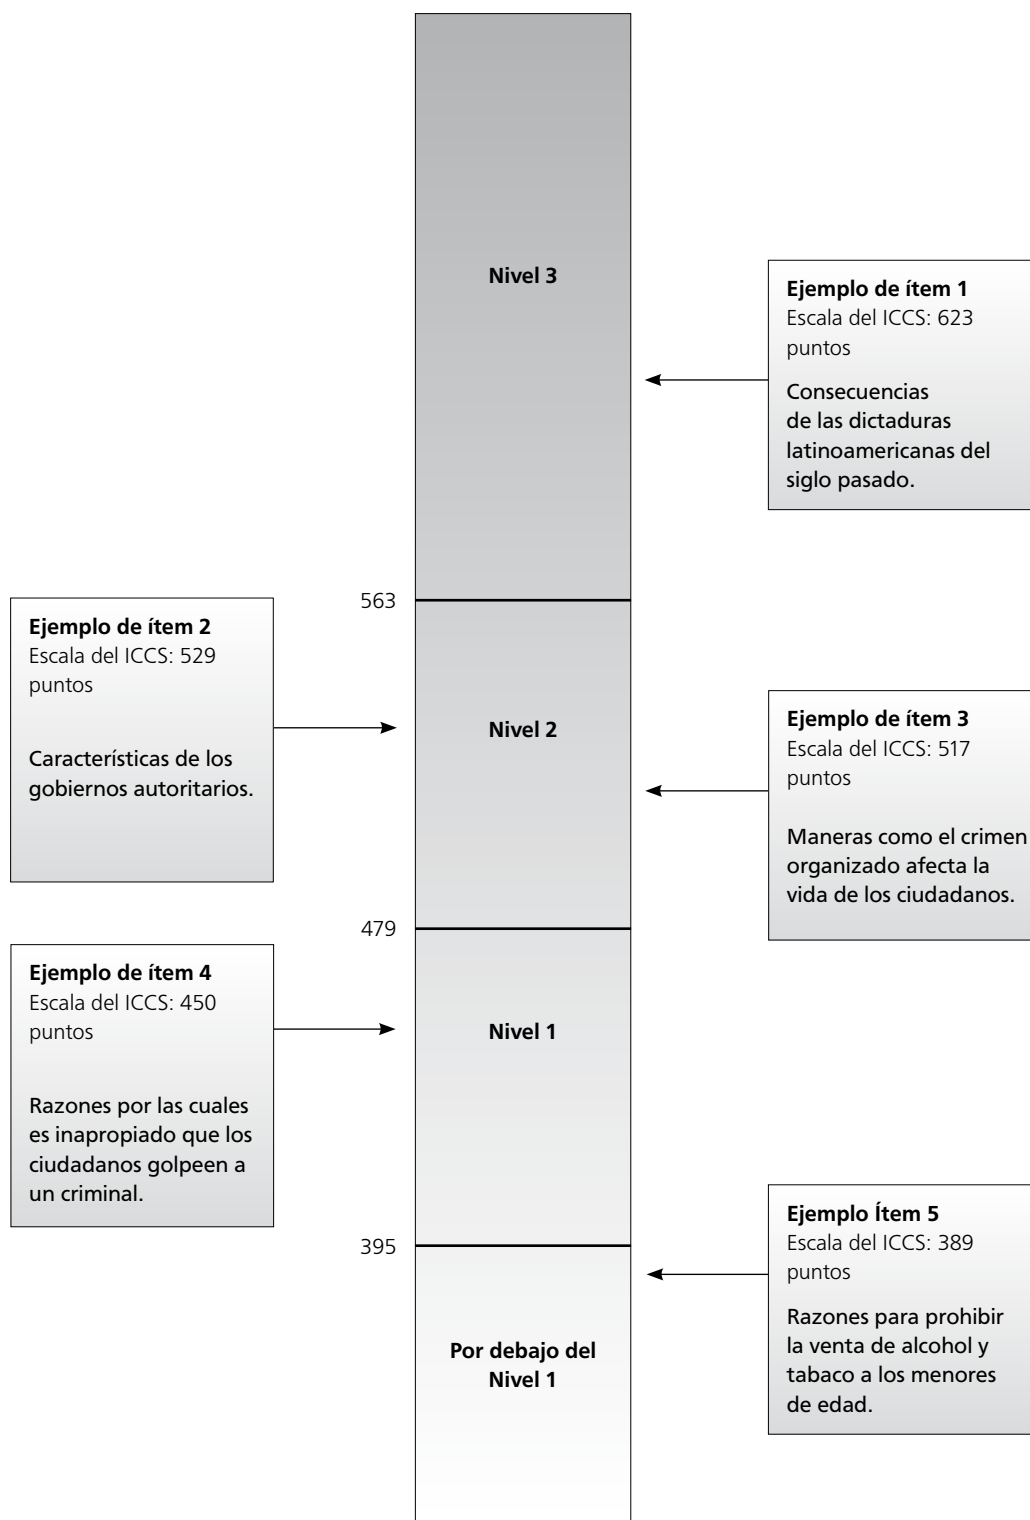 Nivel 3
Ejemplo de ítem 1
Escala del ICCS: 623
puntos
Consecuencias
de las dictaduras
latinoamericanas del
siglo pasado.
563
Ejemplo de ítem 2
Escala del ICCS: 529
puntos
Características de los
gobiernos autoritarios.
Nivel 2
Ejemplo de ítem 3
Escala del ICCS: 517
puntos
Maneras como el crimen
organizado afecta la
vida de los ciudadanos.
479
Ejemplo de ítem 4
Escala del ICCS: 450
puntos
Razones por las cuales
es inapropiado que los
ciudadanos golpeen a
un criminal.
Nivel 1
395
Ejemplo Ítem 5
Escala del ICCS: 389
puntos
Razones para prohibir
la venta de alcohol y
tabaco a los menores
de edad.
Por debajo del
Nivel 1